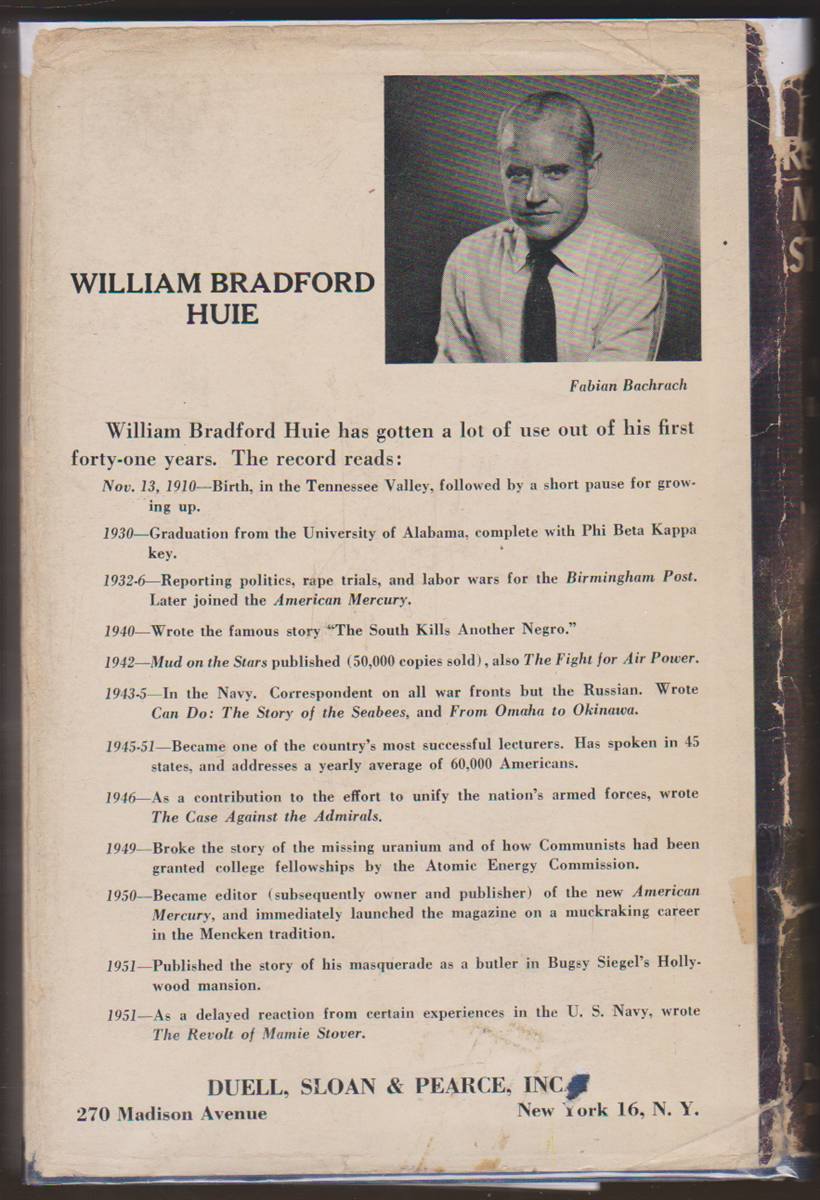 WILLIAM BRADFORD
HUIE
Fabian Bachrach
William Bradford Huie has gotten a lot of use out of his first
forty-one years. The record reads:
Nov. 13, 1910—Birth, in the Tennessee Valley, followed by a short pause for grow-
ing up.
1930—Graduation from the University of Alabama, complete with Phi Beta Kappa
key.
1932-6—Reporting politics, rape trials, and labor wars for the Birmingham Post.
Later joined the American Mercury.
1940—Wrote the famous story “The South Kills Another Negro.”
1942—Mud on the Stars published (50,000 copies sold), also The Fight for Air Power.
1943-5—In the Navy. Correspondent on all war fronts but the Russian. Wrote
Can Do: The Story of the Seabees, and From Omaha to Okinawa.
1945-51—Became one of the country’s most successful lecturers. Has spoken in 45
states, and addresses a yearly average of 60,000 Americans.
1946—As a contribution to the effort to unify the nation’s armed forces, wrote
The Case Against the Admirals.
1949—Broke the story of the missing uranium and of how Communists had been
granted college fellowships by the Atomic Energy Commission.
1950—Became editor (subsequently owner and publisher) of the new American
Mercury, and immediately launched the magazine on a muckraking career
in the Mencken tradition.
1951—Published the story of his masquerade as a butler in Bugsy Siegel’s Holly-
wood mansion.
1951—As a delayed reaction from certain experiences in the U. S. Navy, wrote
The Revolt of Mamie Stover.
DUELL, SLOAN & PEARCE, INC.
270 Madison Avenue
New York 16, N. Y.